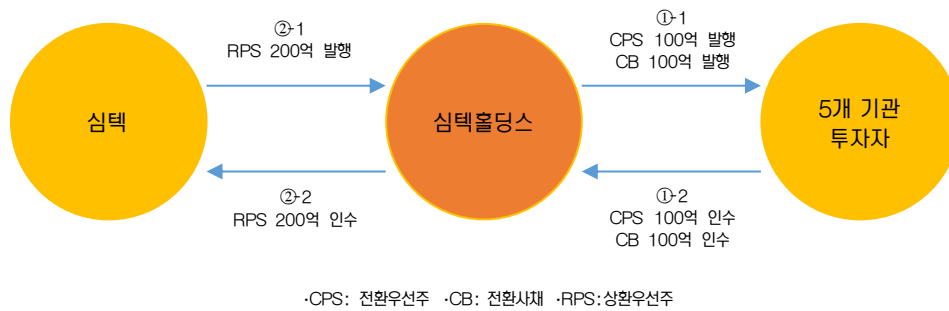 ②-1
RPS 200억 발행
①-1
CPS 100억 발행
CB 100억 발행
심텍
심텍홀딩스
5개 기관
투자자
②-2
RPS 200억 인수
①-2
CPS 100억 인수
CB 100억 인수
·CPS: 전환우선주 ·CB: 전환사채 ·RPS:상환우선주